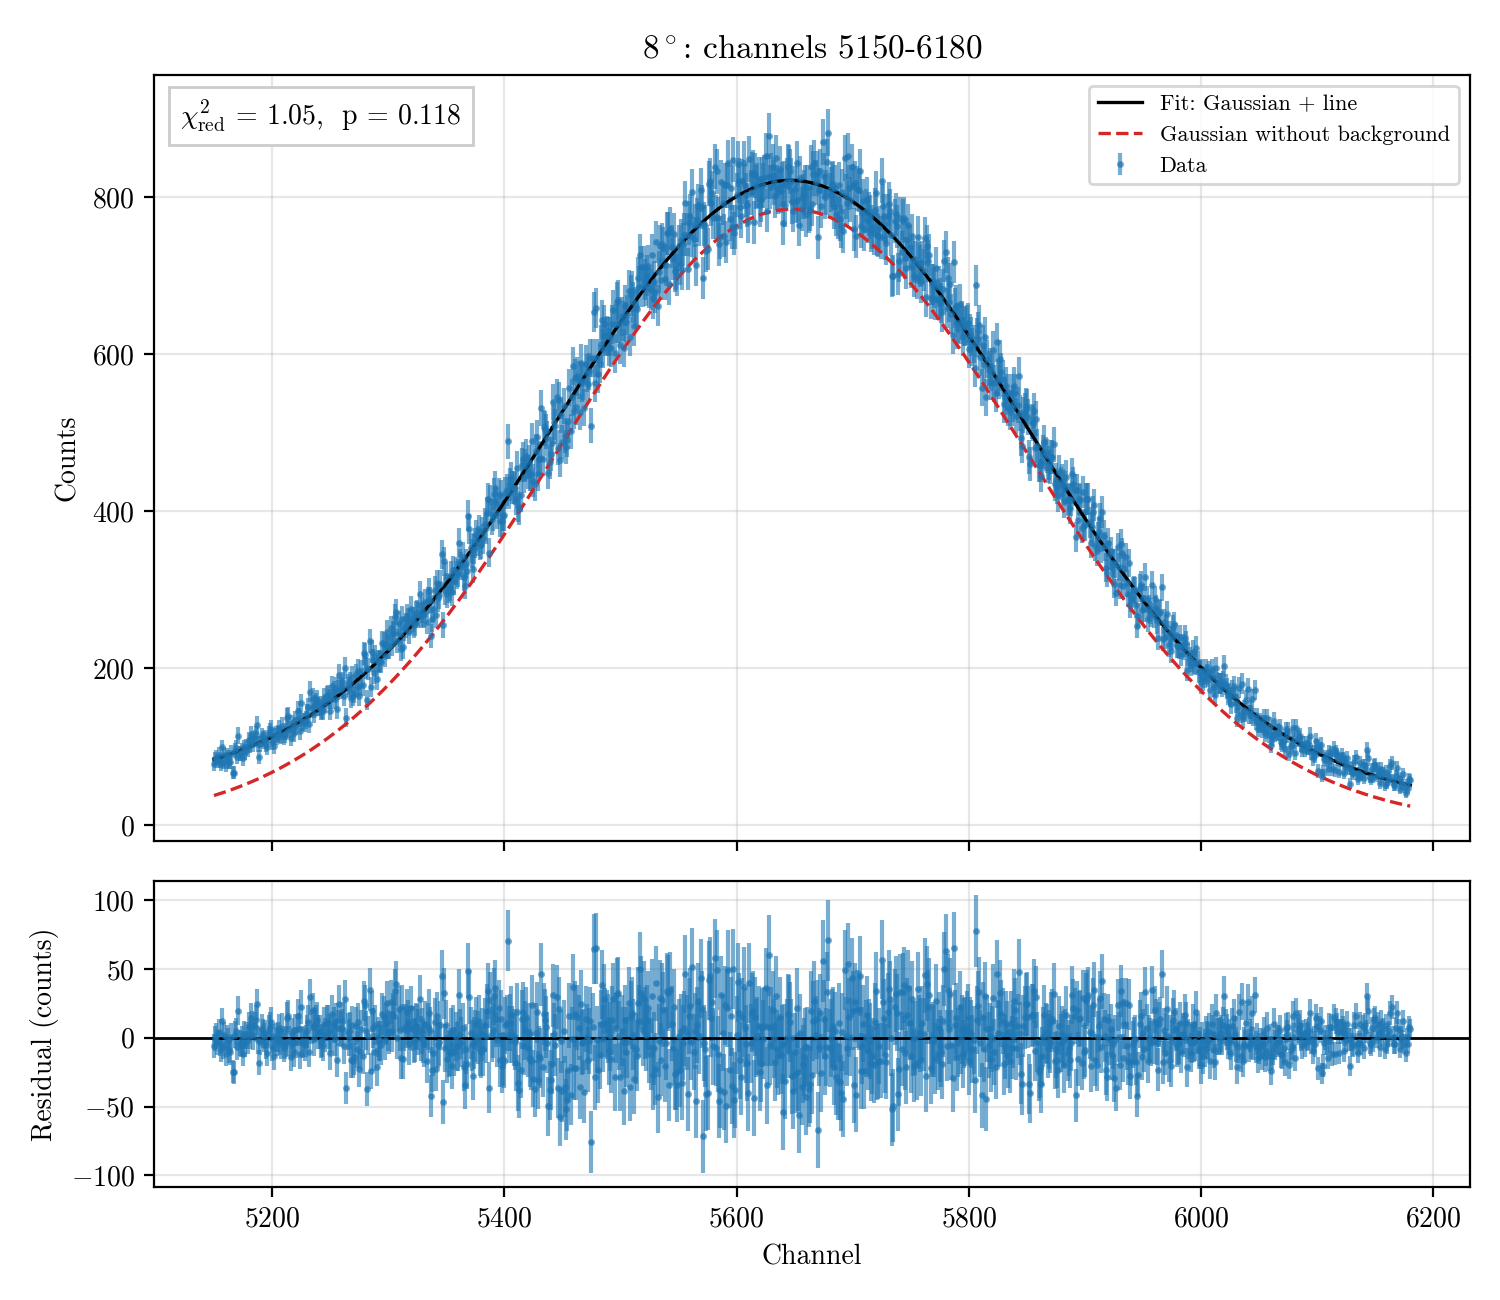 8°: channels 5150-6180
χ²red = 1.05, p = 0.118
Fit: Gaussian + line
Gaussian without background
Data
Counts
800
600
400
200
0
Residual (counts)
100
50
0
−50
−100
5200 5400 5600 5800 6000 6200
Channel